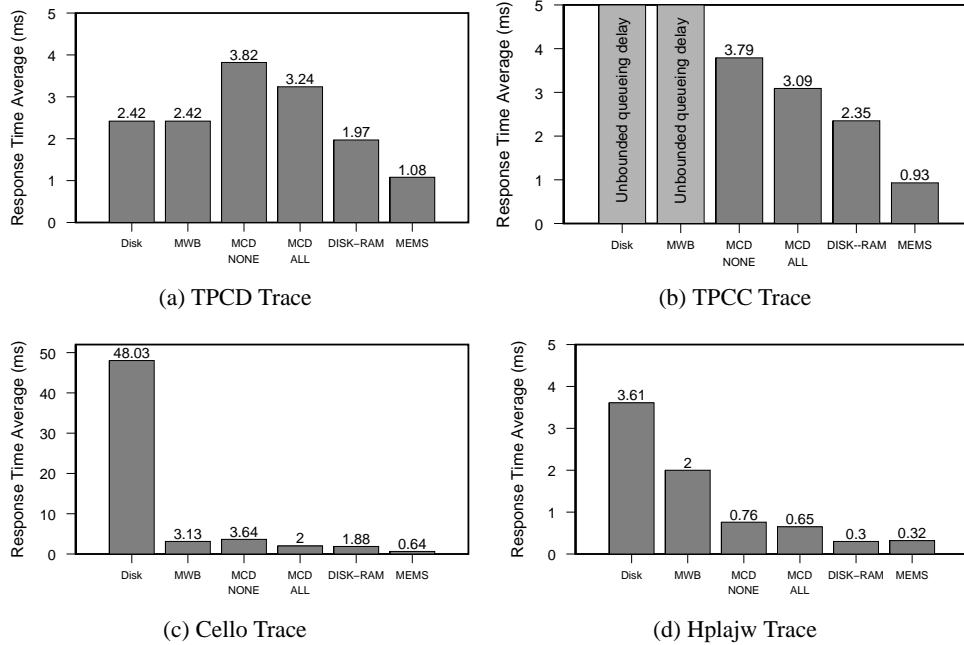 Response Time Average (ms)
5
4
3
2
1
0
2.42
2.42
3.82
3.24
1.97
1.08
Disk
MWB
MCD
NONE
MCD
ALL
DISK−RAM
MEMS
(a) TPCD Trace
Response Time Average (ms)
5
4
3
2
1
0
Unbounded queueing delay
Unbounded queueing delay
3.79
3.09
2.35
0.93
Disk
MWB
MCD
NONE
MCD
ALL
DISK−−RAM
MEMS
(b) TPCC Trace
Response Time Average (ms)
50
40
30
20
10
0
48.03
3.13
3.64
2
1.88
0.64
Disk
MWB
MCD
NONE
MCD
ALL
DISK−RAM
MEMS
(c) Cello Trace
Response Time Average (ms)
5
4
3
2
1
0
3.61
2
0.76
0.65
0.3
0.32
Disk
MWB
MCD
NONE
MCD
ALL
DISK−RAM
MEMS
(d) Hplajw Trace